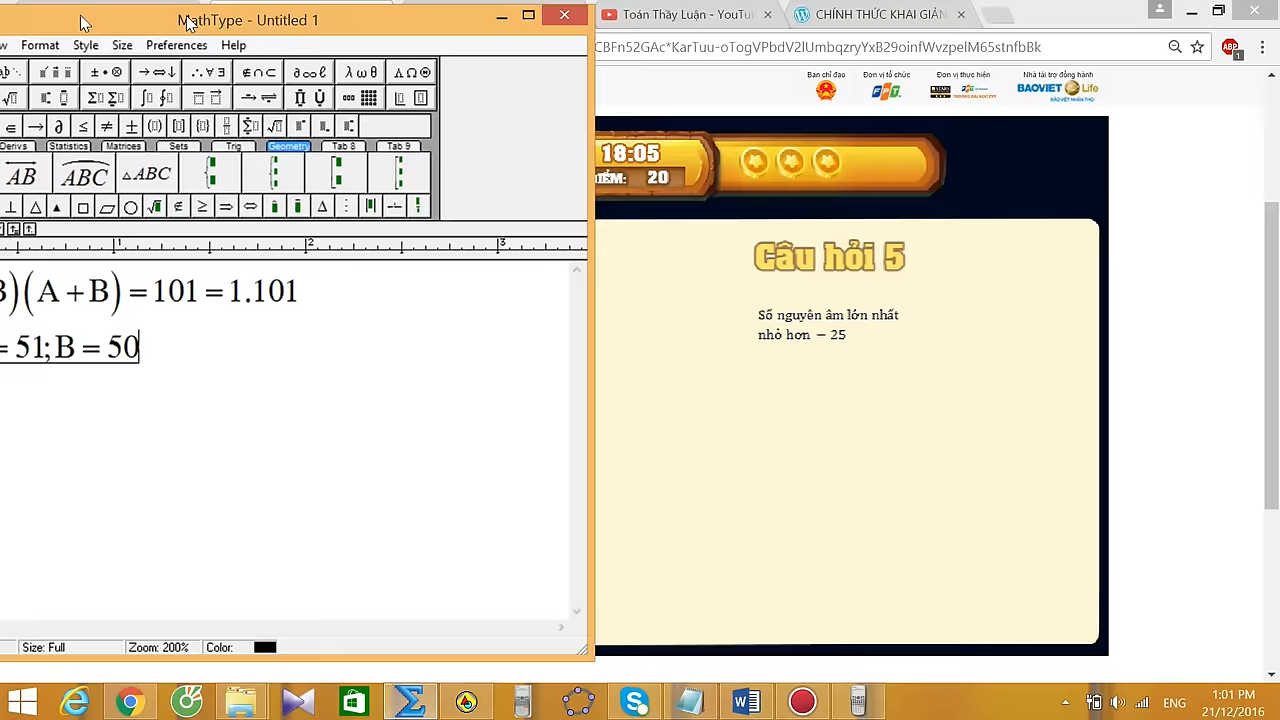 MathType - Untitled 1
Toán Thầy Luận - YouTu
CHÍNH THỨC KHAI GIẢN
CBFn52GAc*KarTuu-oTogVPbdV2lUmbqzryYxB29oinfWvzpelM65stnfbBk
w Format Style Size Preferences Help
Derivs Statistics Matrices Sets Trig Geometry Tab 8 Tab 9
AB ABC △ABC
1 2 3
B)(A + B) = 101 = 1.101
= 51; B = 50
Size: Full Zoom: 200% Color:
Ban chỉ đạo Đơn vị tổ chức Đơn vị thực hiện Nhà tài trợ đồng hành
BAOVIET Life
18:05
ĐIỂM: 20
Câu hỏi 5
Số nguyên âm lớn nhất
nhỏ hơn − 25
ENG
1:01 PM
21/12/2016